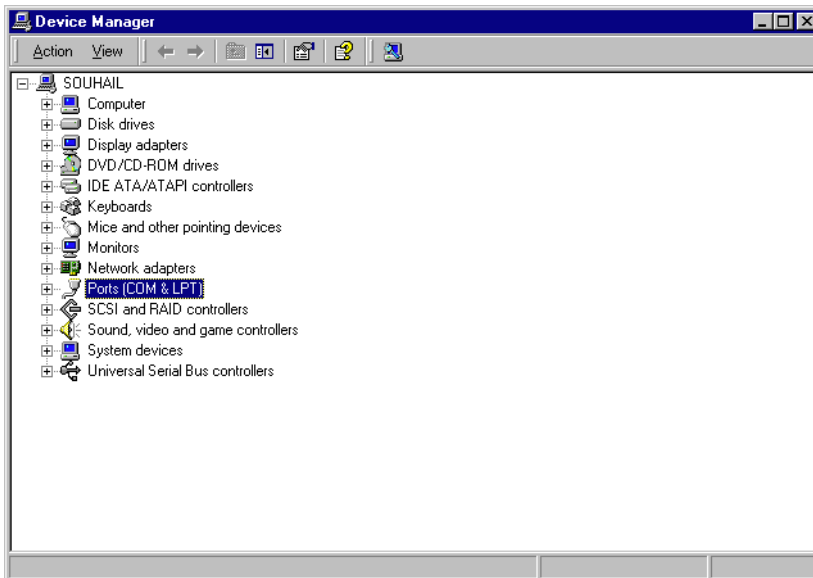 Device Manager
Action View
SOUHAIL
Computer
Disk drives
Display adapters
DVD/CD-ROM drives
IDE ATA/ATAPI controllers
Keyboards
Mice and other pointing devices
Monitors
Network adapters
Ports (COM & LPT)
SCSI and RAID controllers
Sound, video and game controllers
System devices
Universal Serial Bus controllers